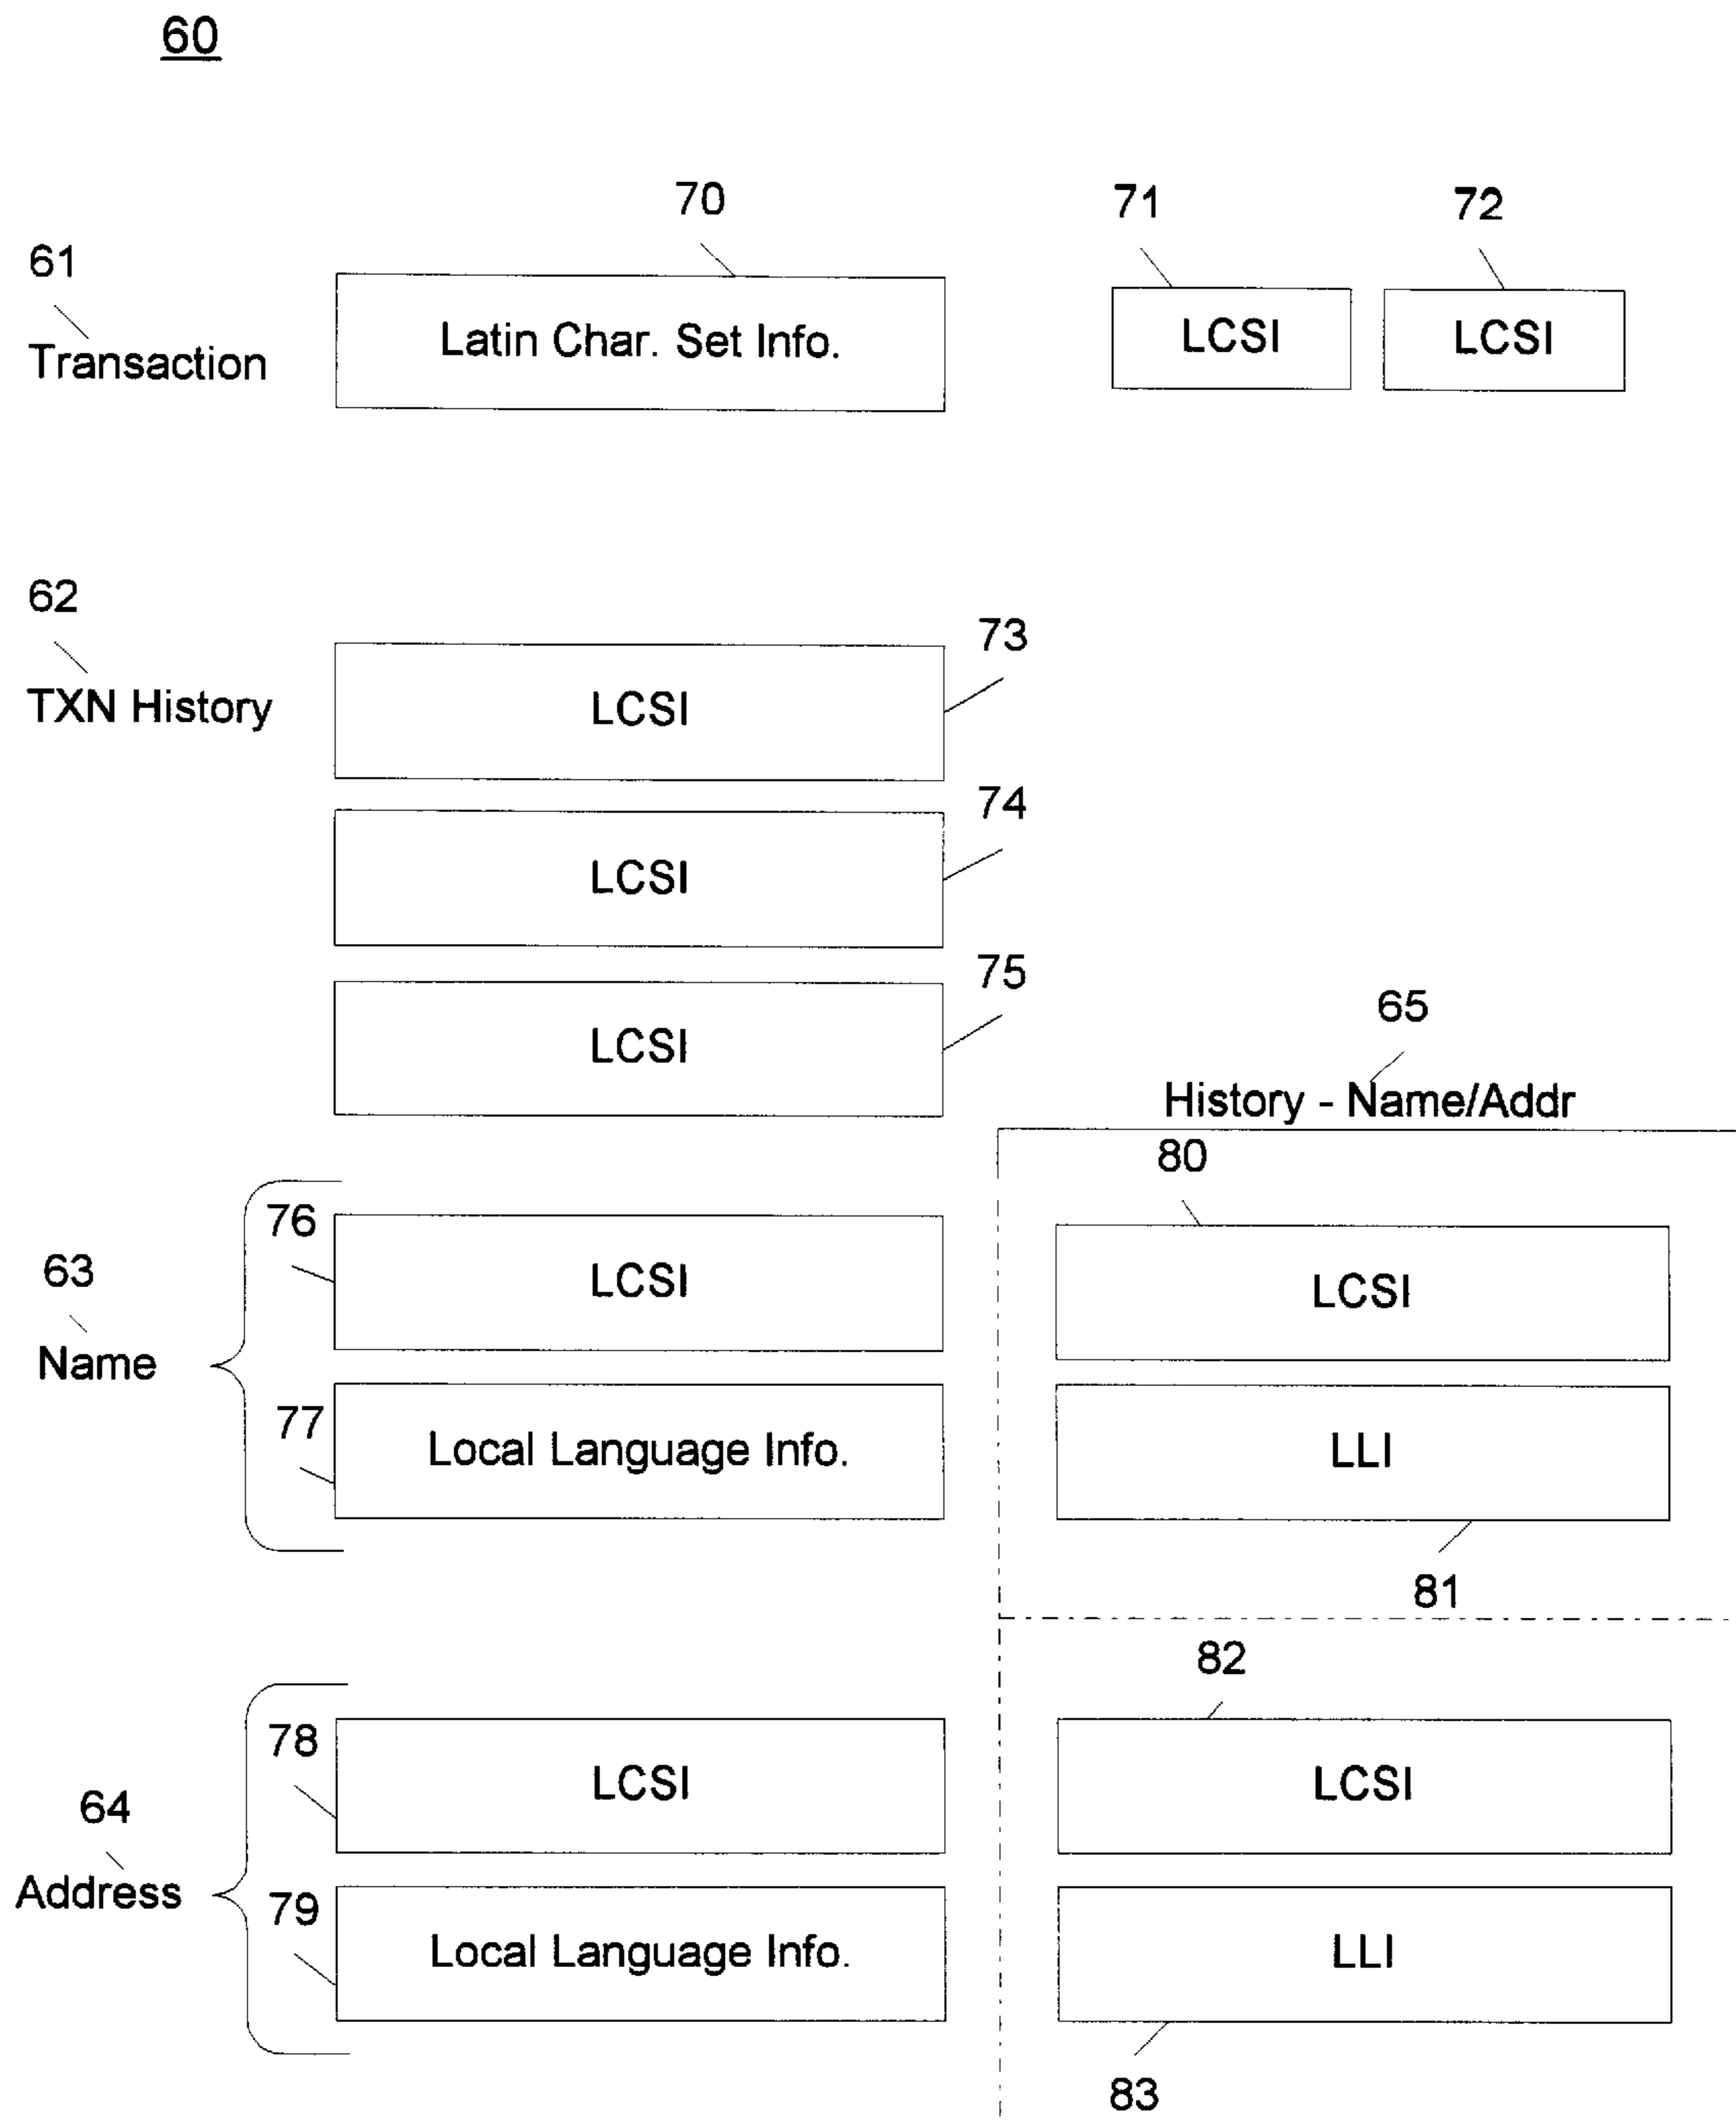 60
70
71
72
61
Transaction
Latin Char. Set Info.
LCSI
LCSI
62
TXN History
LCSI
73
LCSI
74
LCSI
75
65
History - Name/Addr
63
Name
76
LCSI
77
Local Language Info.
80
LCSI
LLI
81
64
Address
78
LCSI
79
Local Language Info.
82
LCSI
LLI
83